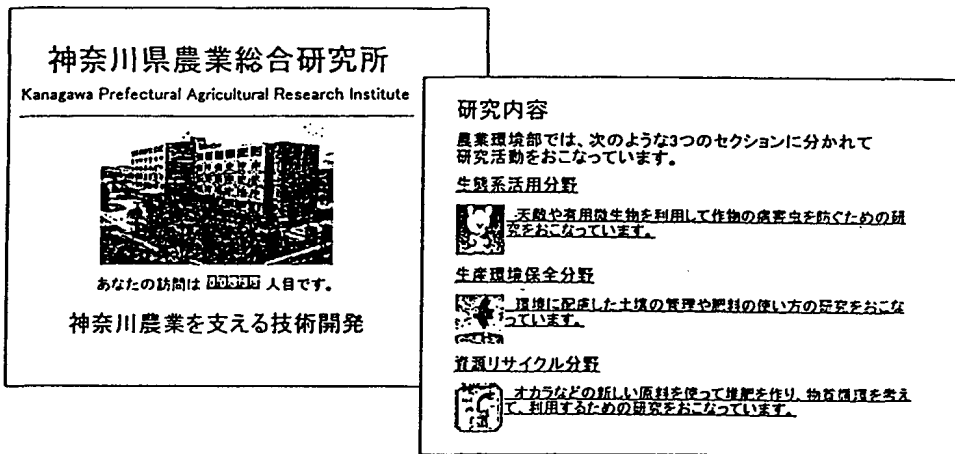 神奈川県農業総合研究所
Kanagawa Prefectural Agricultural Research Institute
あなたの訪問は 人目です。
神奈川農業を支える技術開発
研究内容
農業環境部では、次のような3つのセクションに分かれて
研究活動をおこなっています。
生態系活用分野
天敵や有用微生物を利用して作物の病害虫を防ぐための研
究をおこなっています。
生産環境保全分野
環境に配慮した土壌の管理や肥料の使い方の研究をおこな
っています。
資源リサイクル分野
オカラなどの新しい原料を使って堆肥を作り、物質循環を考え
て、利用するための研究をおこなっています。